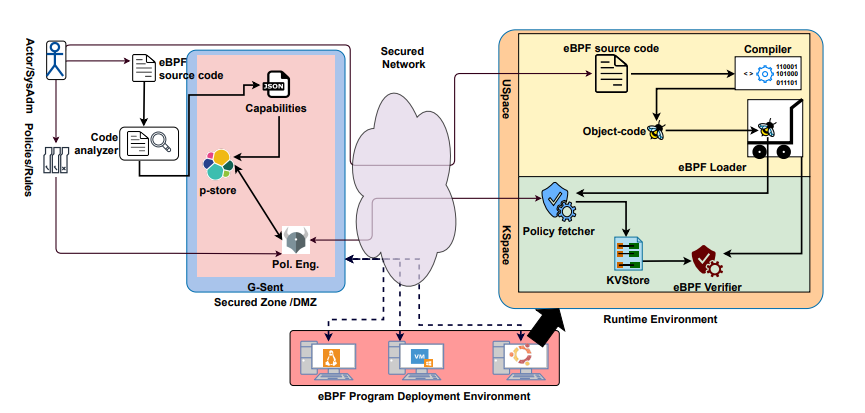 Actor/SysAdm
Policies/Rules
eBPF
source code
Code
analyzer
JSON
Capabilities
p-store
Pol. Eng.
G-Sent
Secured Zone /DMZ
Secured
Network
USpace
eBPF source code
Compiler
< >
110001
101000
011101
Object-code
eBPF Loader
KSpace
Policy fetcher
KVStore
eBPF Verifier
Runtime Environment
VM
eBPF Program Deployment Environment